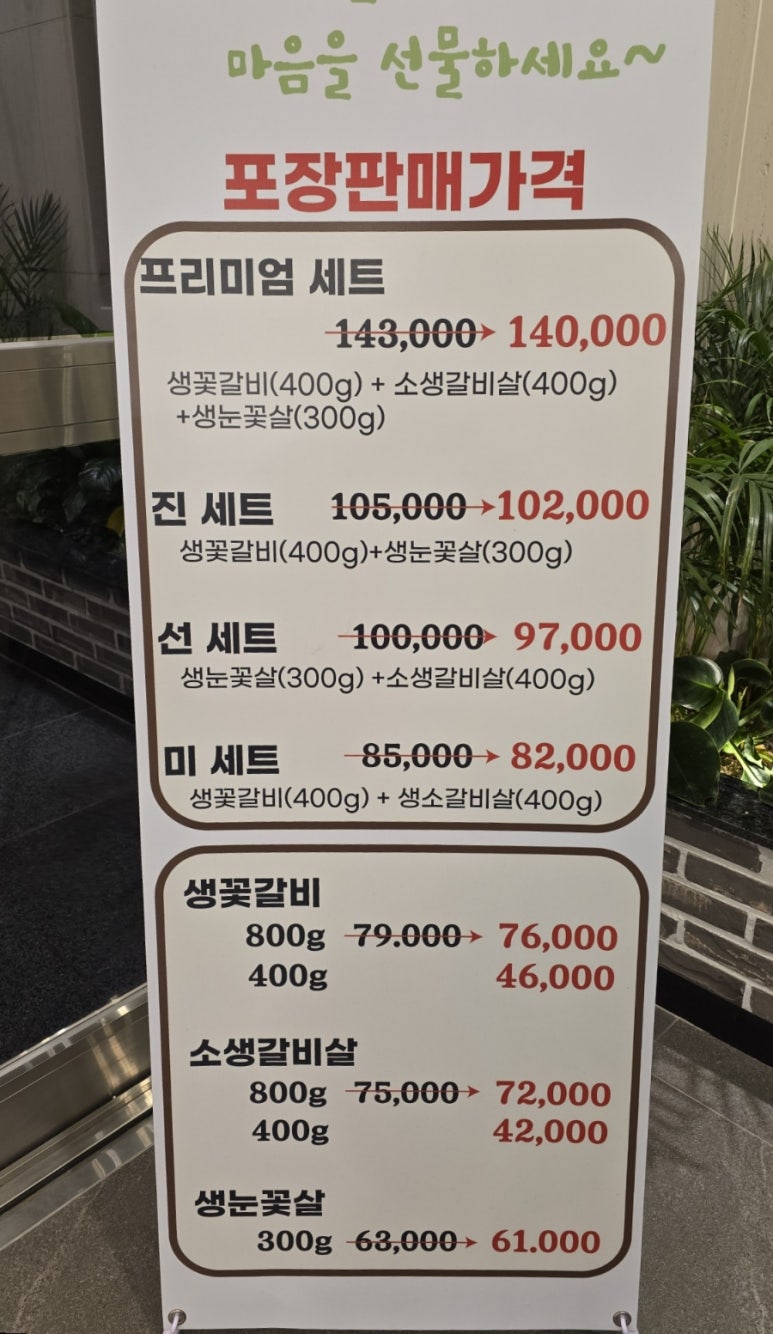 마음을 선물하세요~
포장판매가격
프리미엄 세트
143,000 → 140,000
생꽃갈비(400g) + 소생갈비살(400g)
+생눈꽃살(300g)
진 세트 105,000 → 102,000
생꽃갈비(400g)+생눈꽃살(300g)
선 세트 100,000 → 97,000
생눈꽃살(300g) +소생갈비살(400g)
미 세트 85,000 → 82,000
생꽃갈비(400g) + 생소갈비살(400g)
생꽃갈비
800g 79.000 → 76,000
400g 46,000
소생갈비살
800g 75,000 → 72,000
400g 42,000
생눈꽃살
300g 63,000 → 61.000